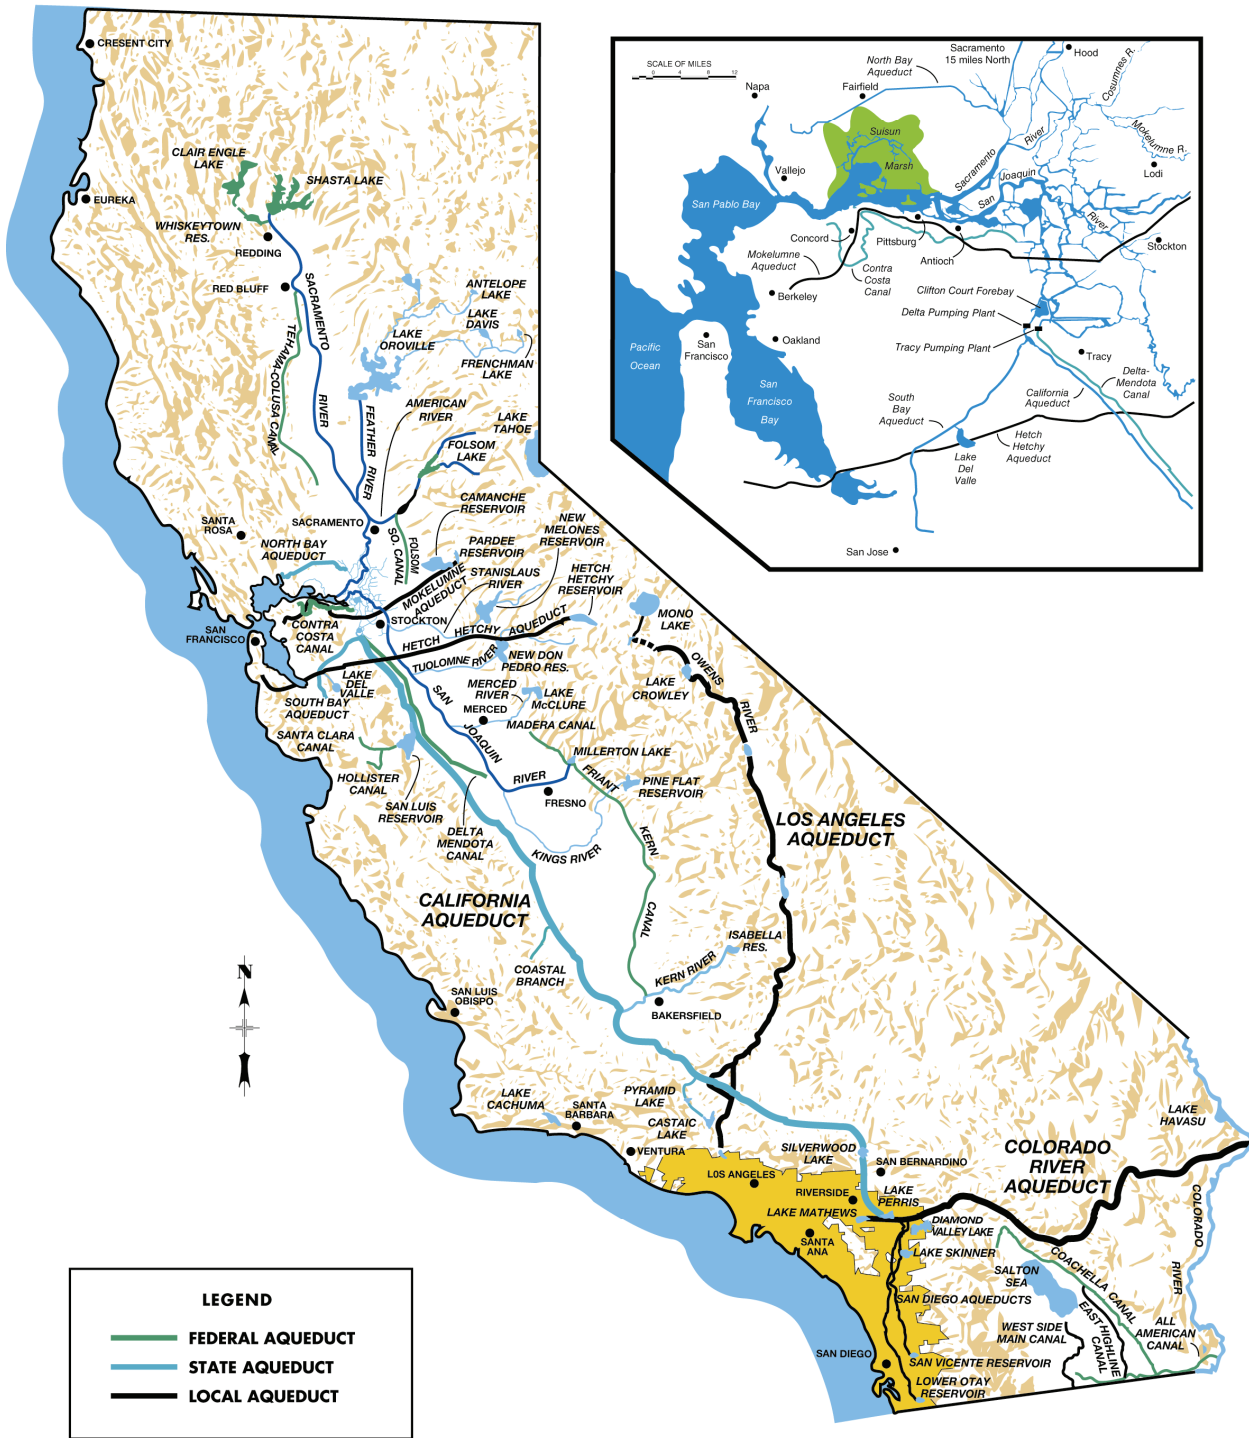 CRESENT CITY
CLAIR ENGLE
LAKE
SHASTA LAKE
EUREKA
WHISKEYTOWN
RES.
REDDING
RED BLUFF
SACRAMENTO
RIVER
TEHAMA-COLUSA CANAL
ANTELOPE
LAKE
LAKE
DAVIS
LAKE
OROVILLE
FRENCHMAN
LAKE
FEATHER
RIVER
AMERICAN
RIVER
LAKE
TAHOE
FOLSOM
LAKE
CAMANCHE
RESERVOIR
SANTA
ROSA
SACRAMENTO
NORTH BAY
AQUEDUCT
FOLSOM
SO. CANAL
NEW
MELONES
RESERVOIR
PARDEE
RESERVOIR
MOKELUMNE
AQUEDUCT
STANISLAUS
RIVER
HETCH
HETCHY
RESERVOIR
SAN
FRANCISCO
CONTRA
COSTA
CANAL
STOCKTON
HETCH HETCHY AQUEDUCT
MONO
LAKE
TUOLOMNE RIVER
NEW DON
PEDRO RES.
LAKE
DEL
VALLE
SOUTH BAY
AQUEDUCT
SAN
JOAQUIN
RIVER
MERCED
RIVER
LAKE
McCLURE
MERCED
LAKE
CROWLEY
OWENS
RIVER
SANTA CLARA
CANAL
MADERA CANAL
HOLLISTER
CANAL
MILLERTON LAKE
SAN LUIS
RESERVOIR
FRIANT
KERN
CANAL
PINE FLAT
RESERVOIR
FRESNO
DELTA
MENDOTA
CANAL
KINGS RIVER
LOS ANGELES
AQUEDUCT
CALIFORNIA
AQUEDUCT
ISABELLA
RES.
COASTAL
BRANCH
KERN RIVER
N
SAN LUIS
OBISPO
BAKERSFIELD
LAKE
CACHUMA
SANTA
BARBARA
PYRAMID
LAKE
CASTAIC
LAKE
VENTURA
SILVERWOOD
LAKE
SAN BERNARDINO
LOS ANGELES
RIVERSIDE
LAKE
PERRIS
LAKE MATHEWS
COLORADO
RIVER
AQUEDUCT
LAKE
HAVASU
SANTA
ANA
DIAMOND
VALLEY LAKE
LAKE SKINNER
COLORADO
RIVER
SALTON
SEA
COACHELLA CANAL
SAN DIEGO AQUEDUCTS
WEST SIDE
MAIN CANAL
EAST HIGHLINE
CANAL
ALL
AMERICAN
CANAL
SAN DIEGO
SAN VICENTE RESERVOIR
LOWER OTAY
RESERVOIR
LEGEND
FEDERAL AQUEDUCT
STATE AQUEDUCT
LOCAL AQUEDUCT
SCALE OF MILES
0 4 8 12
Sacramento
15 miles North
Hood
North Bay
Aqueduct
Cosumnes R.
Napa
Fairfield
Suisun
Marsh
Mokelumne R.
Lodi
Vallejo
Sacramento
River
San Joaquin
River
San Pablo Bay
Concord
Pittsburg
Antioch
Stockton
Mokelumne
Aqueduct
Contra
Costa
Canal
Berkeley
Clifton Court Forebay
Delta Pumping Plant
Tracy Pumping Plant
San
Francisco
Oakland
Tracy
Pacific
Ocean
Delta-
Mendota
Canal
California
Aqueduct
San
Francisco
Bay
South
Bay
Aqueduct
Hetch
Hetchy
Aqueduct
Lake
Del
Valle
San Jose